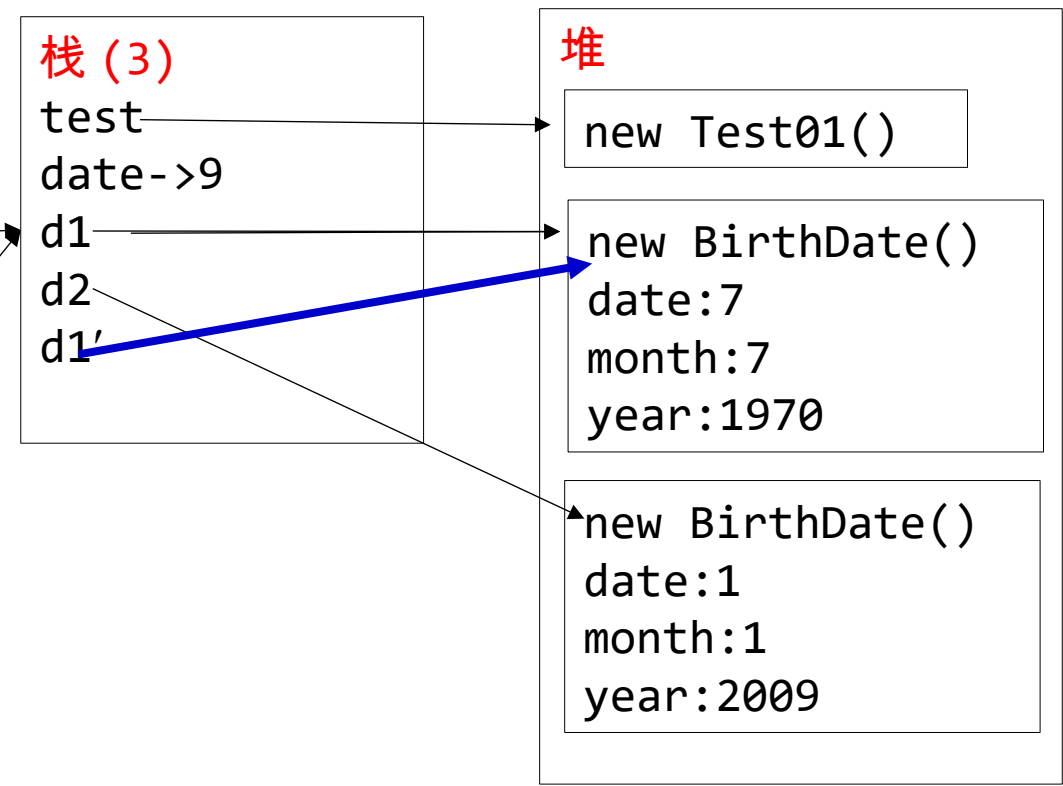 栈(3)
test
date->9
d1
d2
d1′
堆
new Test01()
new BirthDate()
date:7
month:7
year:1970
new BirthDate()
date:1
month:1
year:2009